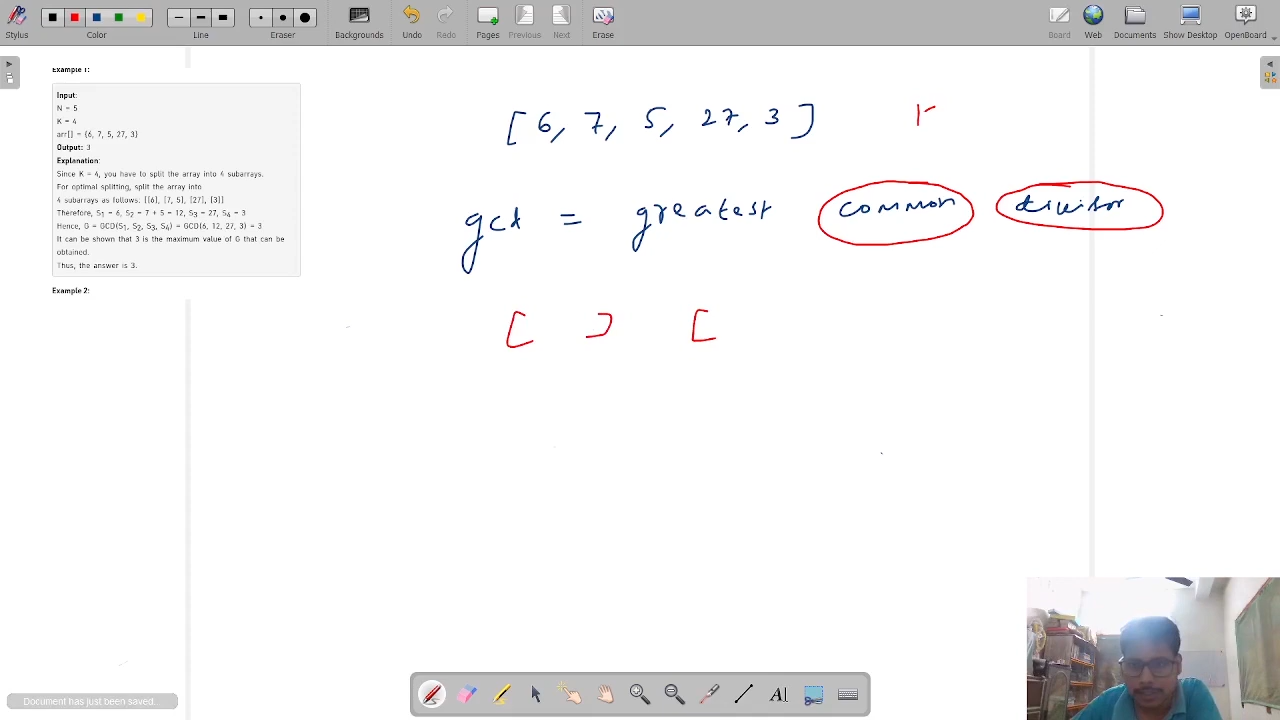 Stylus Color Line Eraser Backgrounds Undo Redo Pages Previous Next Erase Board Web Documents Show Desktop OpenBoard
Example 1:
Input:
N = 5
K = 4
arr[] = {6, 7, 5, 27, 3}
Output: 3
Explanation:
Since K = 4, you have to split the array into 4 subarrays.
For optimal splitting, split the array into
4 subarrays as follows: [[6], [7, 5], [27], [3]]
Therefore, S1 = 6, S2 = 7 + 5 = 12, S3 = 27, S4 = 3
Hence, G = GCD(S1, S2, S3, S4) = GCD(6, 12, 27, 3) = 3
It can be shown that 3 is the maximum value of G that can be
obtained.
Thus, the answer is 3.
Example 2:
[ 6, 7, 5, 27, 3 ]
gcd = greatest common divisor
[ ] [
Document has just been saved...
AI